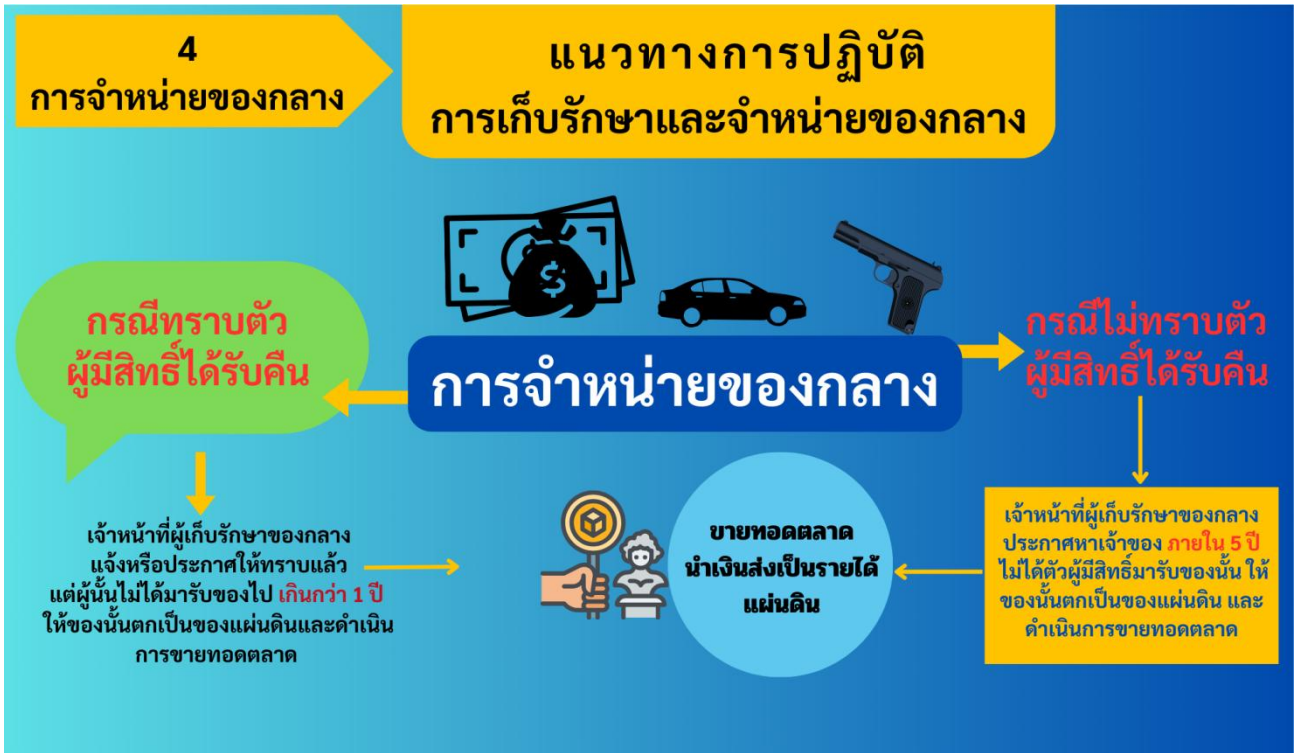 4
การจำหน่ายของกลาง
แนวทางการปฏิบัติ
การเก็บรักษาและจำหน่ายของกลาง
กรณีทราบตัว
ผู้มีสิทธิ์ได้รับคืน
การจำหน่ายของกลาง
กรณีไม่ทราบตัว
ผู้มีสิทธิ์ได้รับคืน
เจ้าหน้าที่ผู้เก็บรักษาของกลาง
แจ้งหรือประกาศให้ทราบแล้ว
แต่ผู้นั้นไม่ได้มารับของไป เกินกว่า 1 ปี
ให้ของนั้นตกเป็นของแผ่นดินและดำเนิน
การขายทอดตลาด
ขายทอดตลาด
นำเงินส่งเป็นรายได้
แผ่นดิน
เจ้าหน้าที่ผู้เก็บรักษาของกลาง
ประกาศหาเจ้าของ ภายใน 5 ปี
ไม่ได้ตัวผู้มีสิทธิ์มารับของนั้น ให้
ของนั้นตกเป็นของแผ่นดิน และ
ดำเนินการขายทอดตลาด